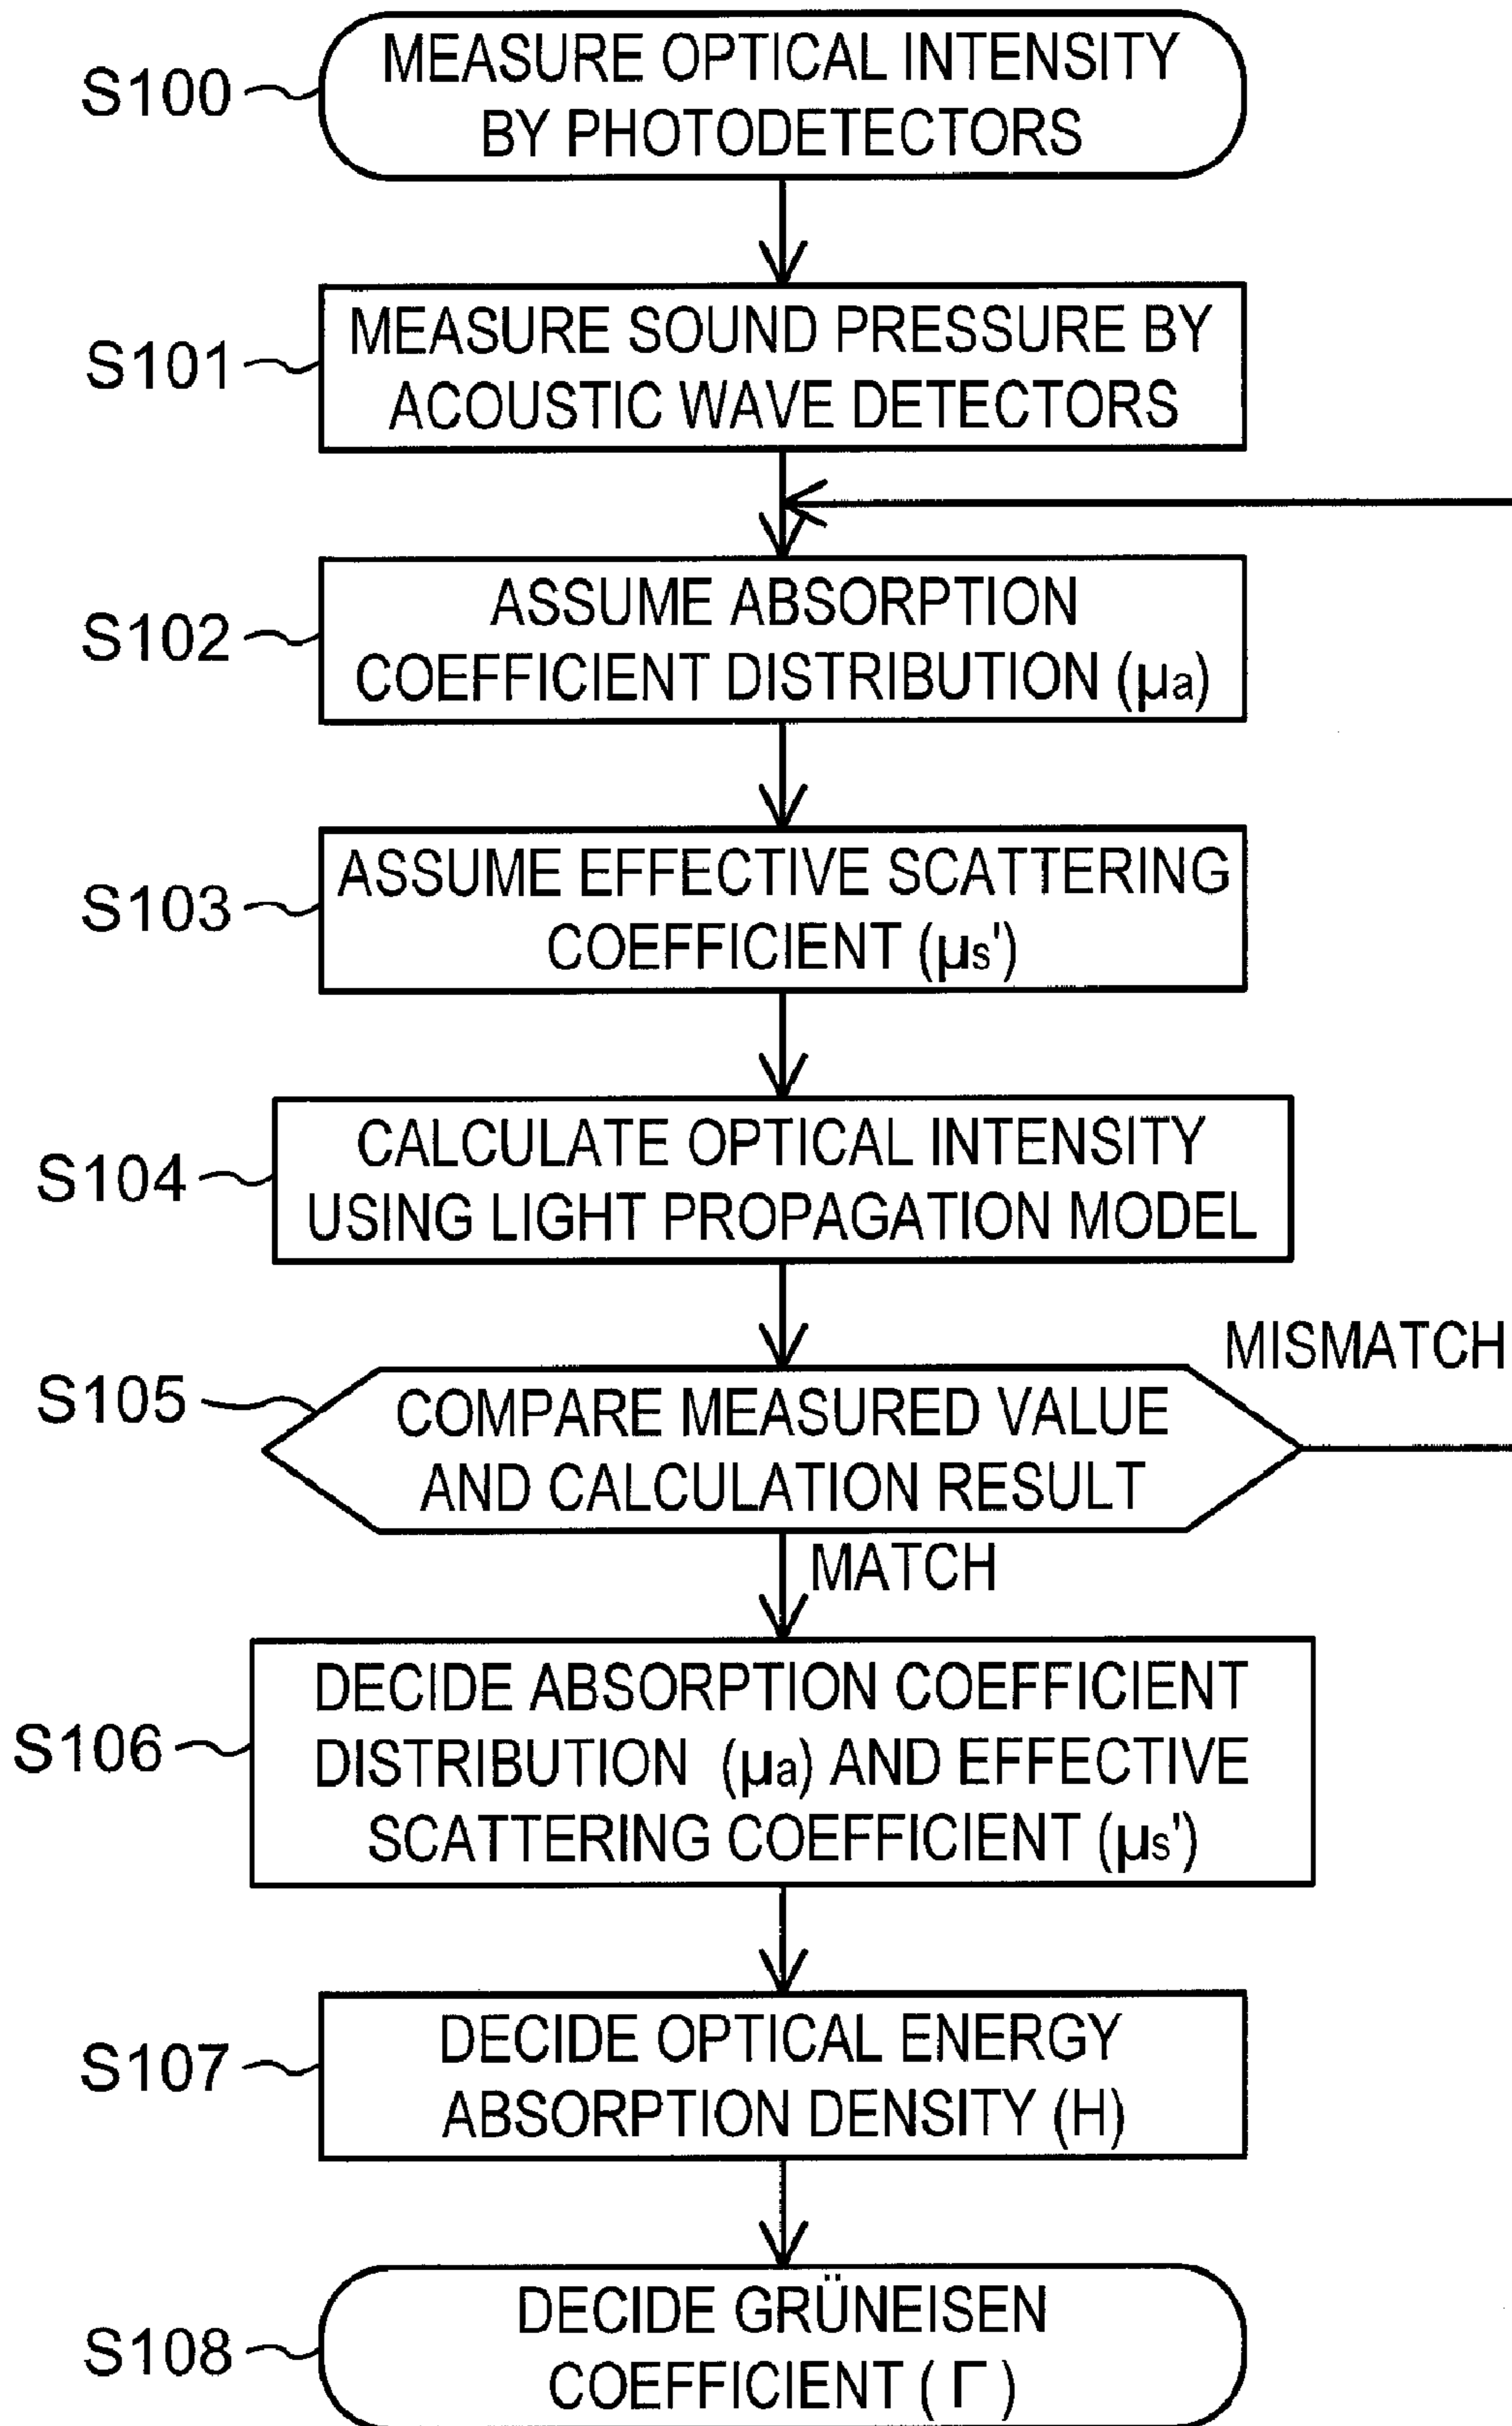 S100
MEASURE OPTICAL INTENSITY
BY PHOTODETECTORS
S101
MEASURE SOUND PRESSURE BY
ACOUSTIC WAVE DETECTORS
S102
ASSUME ABSORPTION
COEFFICIENT DISTRIBUTION (μa)
S103
ASSUME EFFECTIVE SCATTERING
COEFFICIENT (μs')
S104
CALCULATE OPTICAL INTENSITY
USING LIGHT PROPAGATION MODEL
MISMATCH
S105
COMPARE MEASURED VALUE
AND CALCULATION RESULT
MATCH
S106
DECIDE ABSORPTION COEFFICIENT
DISTRIBUTION (μa) AND EFFECTIVE
SCATTERING COEFFICIENT (μs')
S107
DECIDE OPTICAL ENERGY
ABSORPTION DENSITY (H)
S108
DECIDE GRÜNEISEN
COEFFICIENT ( Γ )